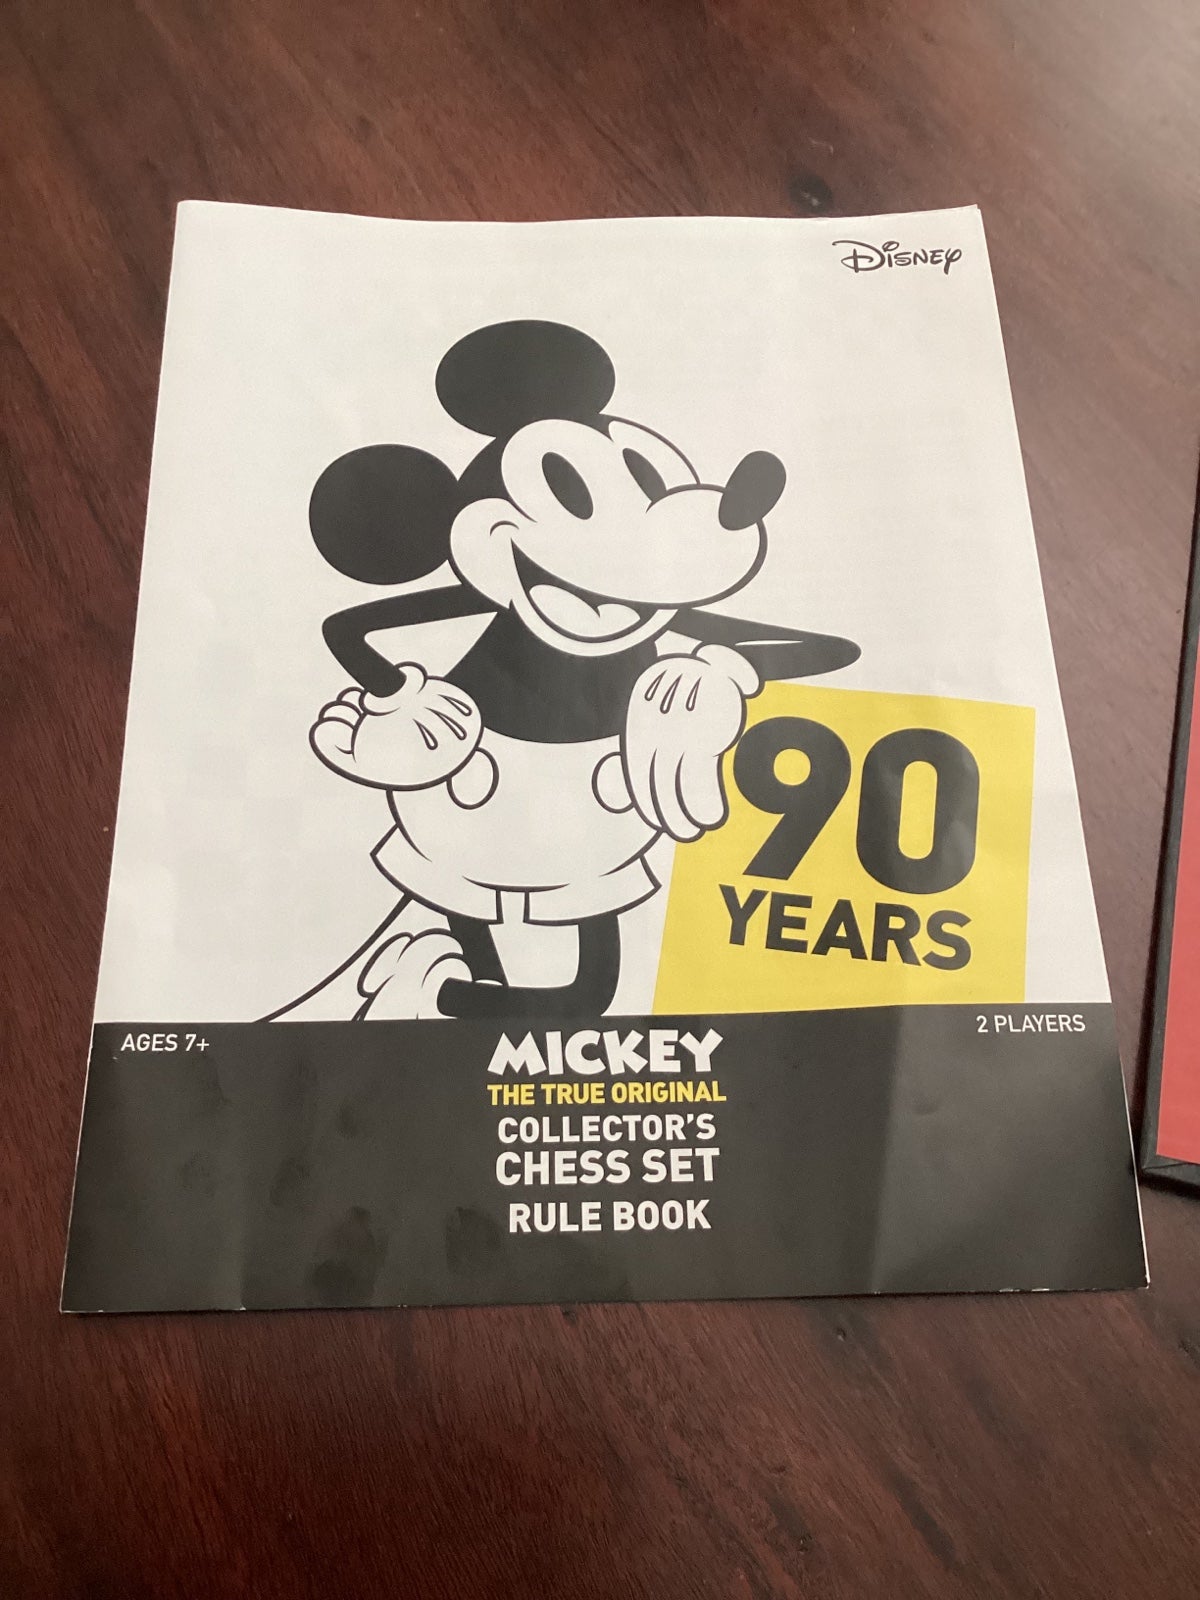 Disney
90
YEARS
AGES 7+
2 PLAYERS
MICKEY
THE TRUE ORIGINAL
COLLECTOR'S
CHESS SET
RULE BOOK